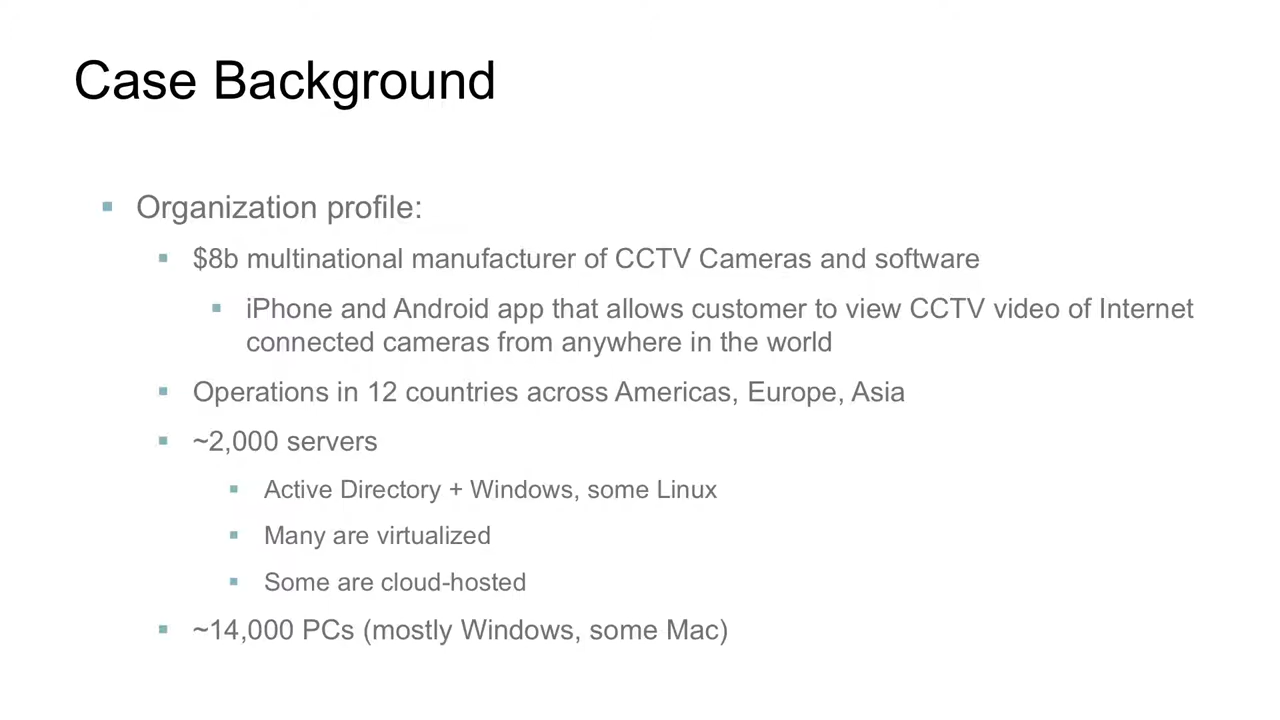 Case Background
Organization profile:
$8b multinational manufacturer of CCTV Cameras and software
iPhone and Android app that allows customer to view CCTV video of Internet
connected cameras from anywhere in the world
Operations in 12 countries across Americas, Europe, Asia
~2,000 servers
Active Directory + Windows, some Linux
Many are virtualized
Some are cloud-hosted
~14,000 PCs (mostly Windows, some Mac)